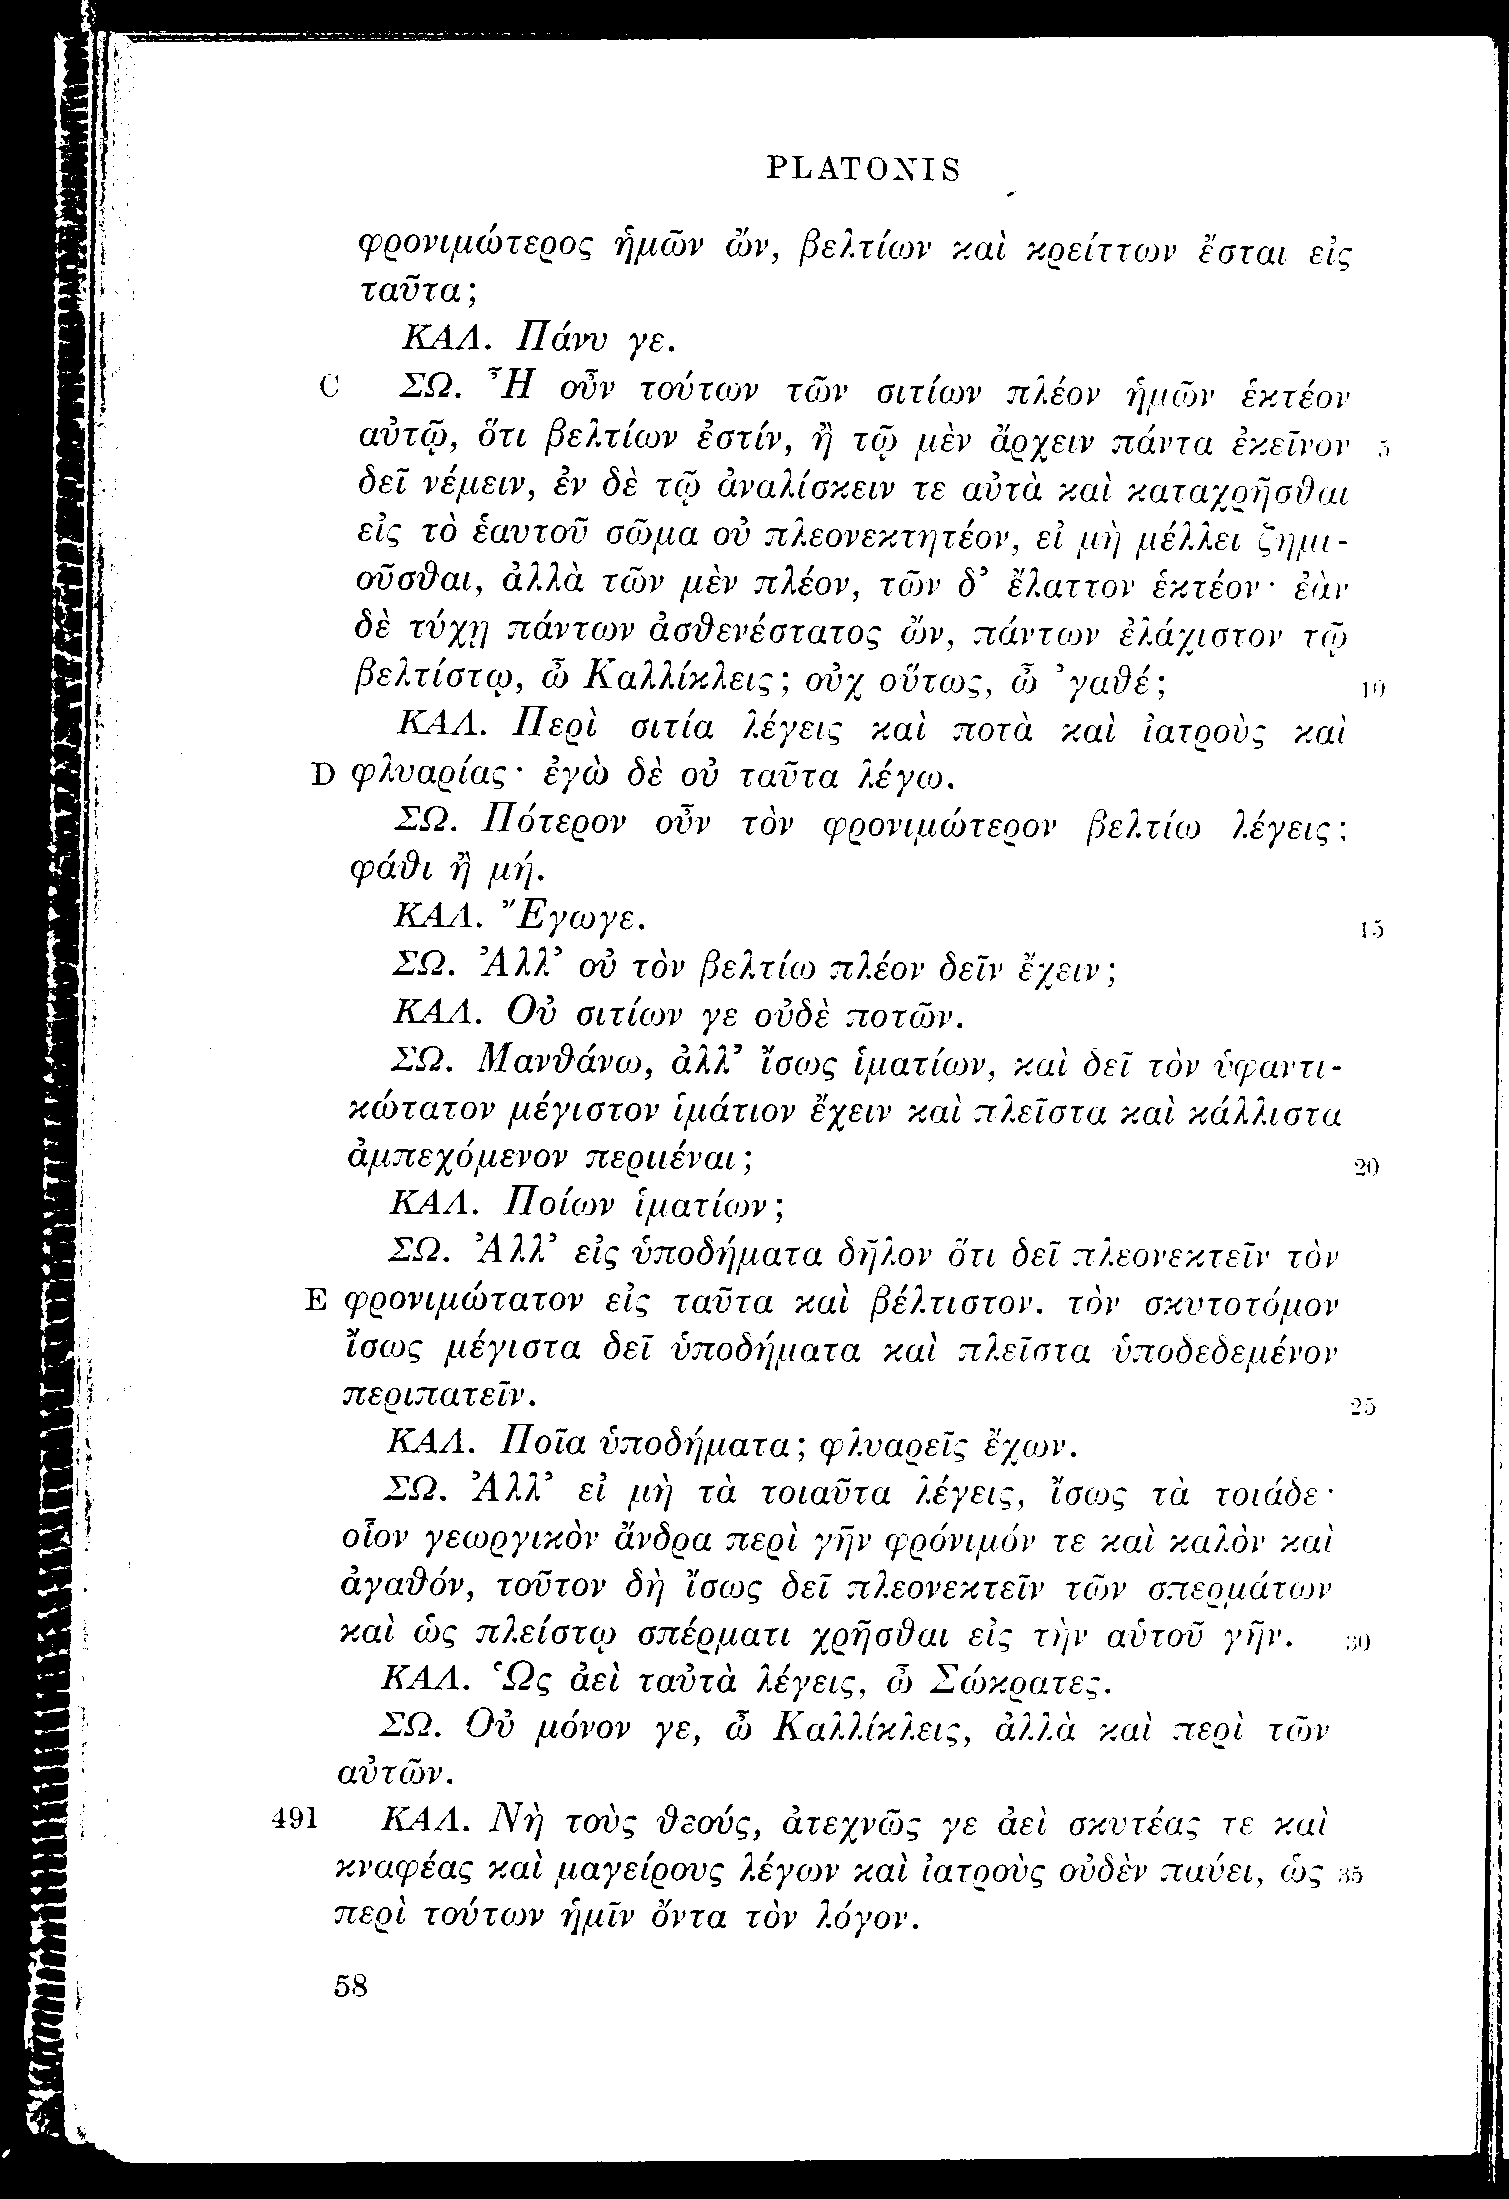 PLATONIS
φρονιμώτερος ἡμῶν ὤν, βελτίων καὶ κρείττων ἔσται εἰς
ταῦτα;
ΚΑΛ. Πάνυ γε.
C ΣΩ. Ἦ οὖν τούτων τῶν σιτίων πλέον ἡμῶν ἑκτέον
αὐτῷ, ὅτι βελτίων ἐστίν, ἢ τῷ μὲν ἄρχειν πάντα ἐκεῖνον 5
δεῖ νέμειν, ἐν δὲ τῷ ἀναλίσκειν τε αὐτὰ καὶ καταχρῆσθαι
εἰς τὸ ἑαυτοῦ σῶμα οὐ πλεονεκτητέον, εἰ μὴ μέλλει ζημι-
οῦσθαι, ἀλλὰ τῶν μὲν πλέον, τῶν δ’ ἔλαττον ἑκτέον· ἐὰν
δὲ τύχῃ πάντων ἀσθενέστατος ὤν, πάντων ἐλάχιστον τῷ
βελτίστῳ, ὦ Καλλίκλεις; οὐχ οὕτως, ὦ ’γαθέ; 10
ΚΑΛ. Περὶ σιτία λέγεις καὶ ποτὰ καὶ ἰατροὺς καὶ
D φλυαρίας· ἐγὼ δὲ οὐ ταῦτα λέγω.
ΣΩ. Πότερον οὖν τὸν φρονιμώτερον βελτίω λέγεις;
φάθι ἢ μή.
ΚΑΛ. Ἔγωγε. 15
ΣΩ. Ἀλλ’ οὐ τὸν βελτίω πλέον δεῖν ἔχειν;
ΚΑΛ. Οὐ σιτίων γε οὐδὲ ποτῶν.
ΣΩ. Μανθάνω, ἀλλ’ ἴσως ἱματίων, καὶ δεῖ τὸν ὑφαντι-
κώτατον μέγιστον ἱμάτιον ἔχειν καὶ πλεῖστα καὶ κάλλιστα
ἀμπεχόμενον περιιέναι; 20
ΚΑΛ. Ποίων ἱματίων;
ΣΩ. Ἀλλ’ εἰς ὑποδήματα δῆλον ὅτι δεῖ πλεονεκτεῖν τὸν
E φρονιμώτατον εἰς ταῦτα καὶ βέλτιστον. τὸν σκυτοτόμον
ἴσως μέγιστα δεῖ ὑποδήματα καὶ πλεῖστα ὑποδεδεμένον
περιπατεῖν. 25
ΚΑΛ. Ποῖα ὑποδήματα; φλυαρεῖς ἔχων.
ΣΩ. Ἀλλ’ εἰ μὴ τὰ τοιαῦτα λέγεις, ἴσως τὰ τοιάδε·
οἷον γεωργικὸν ἄνδρα περὶ γῆν φρόνιμόν τε καὶ καλὸν καὶ
ἀγαθόν, τοῦτον δὴ ἴσως δεῖ πλεονεκτεῖν τῶν σπερμάτων
καὶ ὡς πλείστῳ σπέρματι χρῆσθαι εἰς τὴν αὑτοῦ γῆν. 30
ΚΑΛ. Ὡς ἀεὶ ταὐτὰ λέγεις, ὦ Σώκρατες.
ΣΩ. Οὐ μόνον γε, ὦ Καλλίκλεις, ἀλλὰ καὶ περὶ τῶν
αὐτῶν.
491 ΚΑΛ. Νὴ τοὺς θεούς, ἀτεχνῶς γε ἀεὶ σκυτέας τε καὶ
κναφέας καὶ μαγείρους λέγων καὶ ἰατροὺς οὐδὲν παύει, ὡς 35
περὶ τούτων ἡμῖν ὄντα τὸν λόγον.
58